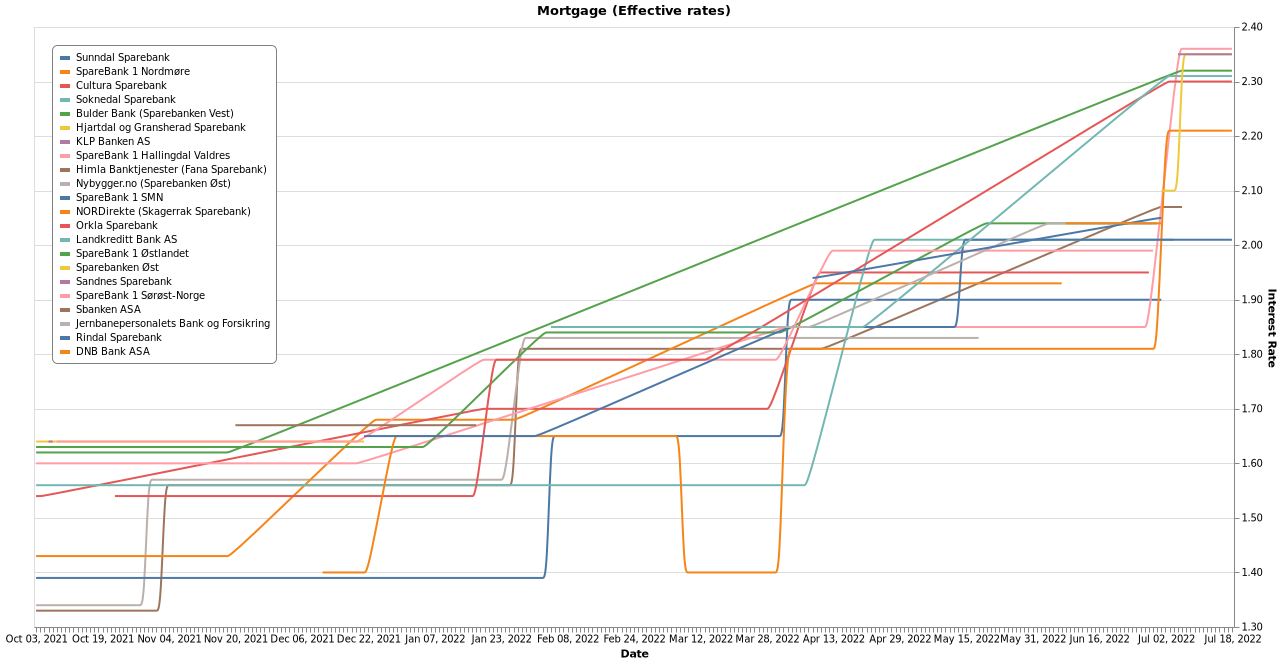 Mortgage (Effective rates)
Sunndal Sparebank
SpareBank 1 Nordmøre
Cultura Sparebank
Soknedal Sparebank
Bulder Bank (Sparebanken Vest)
Hjartdal og Gransherad Sparebank
KLP Banken AS
SpareBank 1 Hallingdal Valdres
Himla Banktjenester (Fana Sparebank)
Nybygger.no (Sparebanken Øst)
SpareBank 1 SMN
NORDirekte (Skagerrak Sparebank)
Orkla Sparebank
Landkreditt Bank AS
SpareBank 1 Østlandet
Sparebanken Øst
Sandnes Sparebank
SpareBank 1 Sørøst-Norge
Sbanken ASA
Jernbanepersonalets Bank og Forsikring
Rindal Sparebank
DNB Bank ASA
2.40
2.30
2.20
2.10
2.00
1.90
1.80
1.70
1.60
1.50
1.40
1.30
Interest Rate
Oct 03, 2021 Oct 19, 2021 Nov 04, 2021 Nov 20, 2021 Dec 06, 2021 Dec 22, 2021 Jan 07, 2022 Jan 23, 2022 Feb 08, 2022 Feb 24, 2022 Mar 12, 2022 Mar 28, 2022 Apr 13, 2022 Apr 29, 2022 May 15, 2022 May 31, 2022 Jun 16, 2022 Jul 02, 2022 Jul 18, 2022
Date